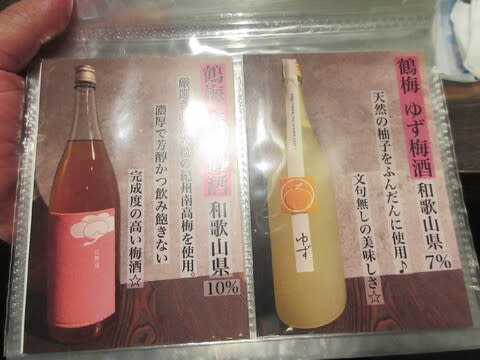 鶴梅 梅酒 和歌山県
10%
の紀州南高梅を使用。
濃厚で芳醇かつ飲み飽きない
完成度の高い梅酒☆
鶴梅 ゆず梅酒 和歌山県
7%
天然の柚子をふんだんに使用♪
文句無しの美味しさ☆
ゆず